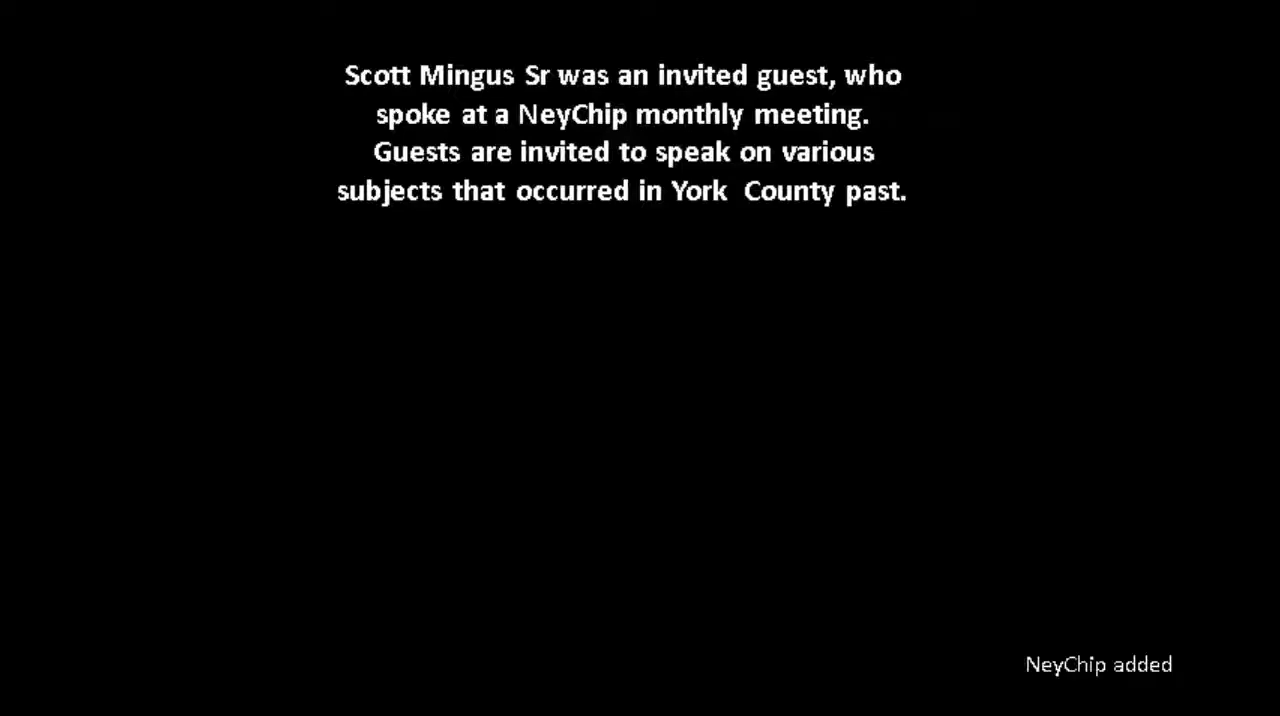 Scott Mingus Sr was an invited guest, who
spoke at a NeyChip monthly meeting.
Guests are invited to speak on various
subjects that occurred in York  County past.
NeyChip added